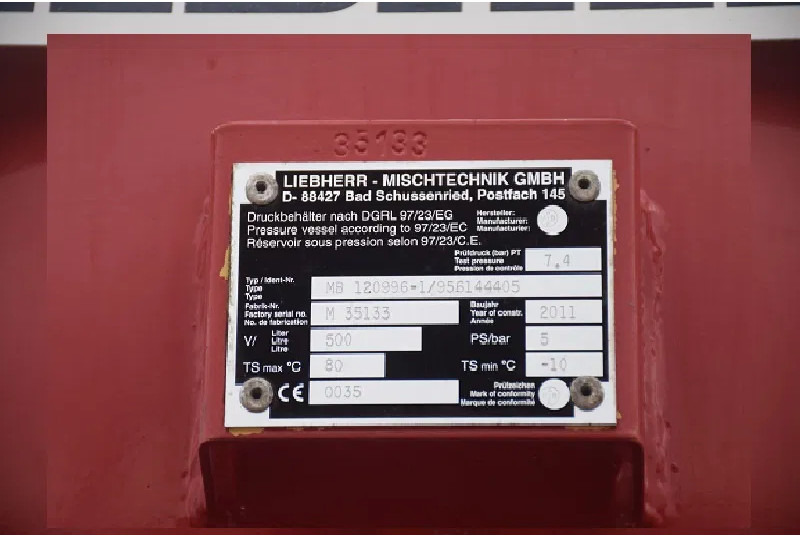 35133
LIEBHERR - MISCHTECHNIK GMBH
D- 88427 Bad Schussenried, Postfach 145
Druckbehälter nach DGRL 97/23/EG
Pressure vessel according to 97/23/EC
Réservoir sous pression selon 97/23/C.E.
Hersteller:
Manufacturer:
Manufacturier:
Prüfdruck (bar) PT
Test pressure
Pression de contrôle
7,4
Typ / Ident-Nr.
Type
Type
MB 120996-1/956144405
Fabric-Nr.
Factory serial no.
No. de fabrication
M 35133
Baujahr
Year of constr.
Année
2011
V/ Liter
Litre
Litre
500
PS/bar 5
TS max °C 80
TS min °C -10
CE 0035
Prüfzeichen
Mark of conformity
Marque de conformité